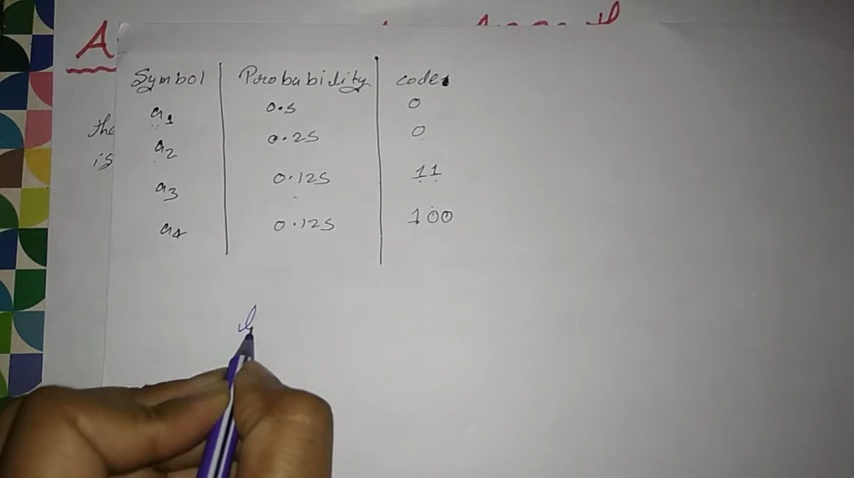 A
Symbol Probability code
a1 0.5 0
the
a2 0.25 0
is
a3 0.125 11
a4 0.125 100
l